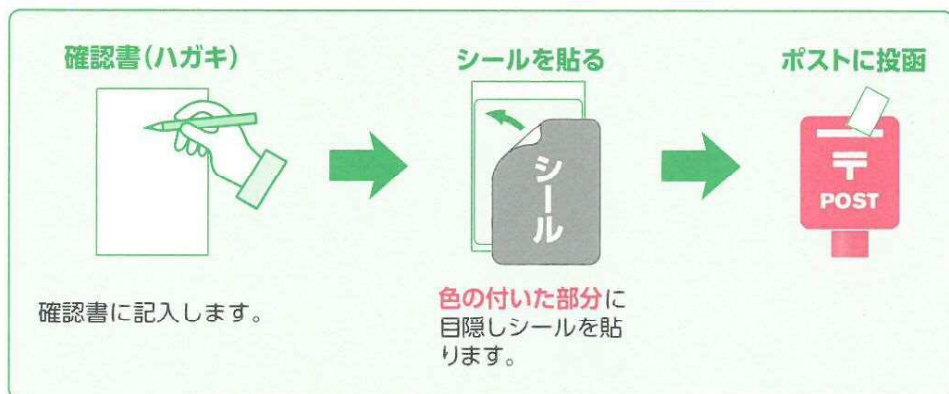 確認書(ハガキ)
確認書に記入します。
シールを貼る
シール
色の付いた部分に
目隠しシールを貼
ります。
ポストに投函
〒
POST